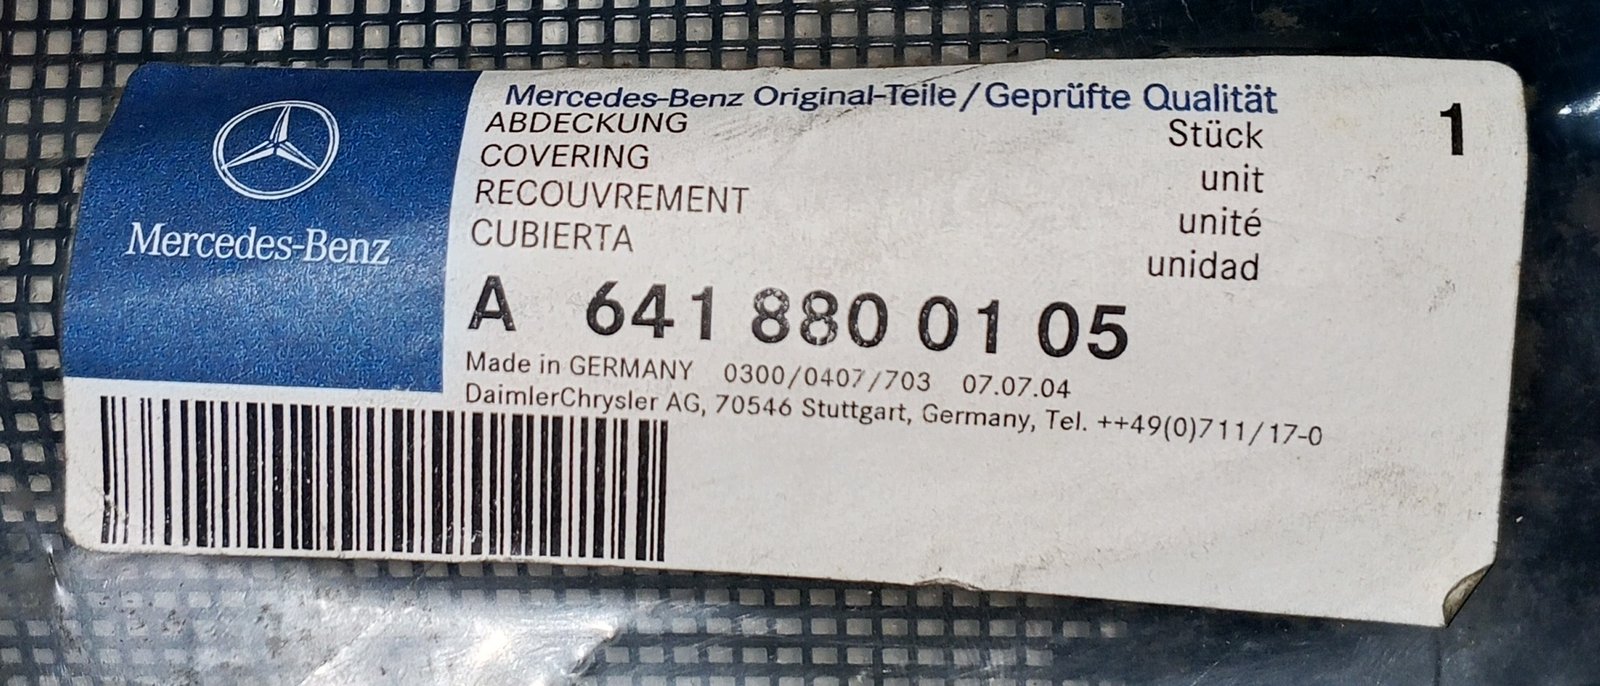 Mercedes-Benz
Mercedes-Benz Original-Teile/Geprüfte Qualität
ABDECKUNG Stück 1
COVERING unit
RECOUVREMENT unité
CUBIERTA unidad
A 641 880 01 05
Made in GERMANY 0300/0407/703 07.07.04
DaimlerChrysler AG, 70546 Stuttgart, Germany, Tel. ++49(0)711/17-0